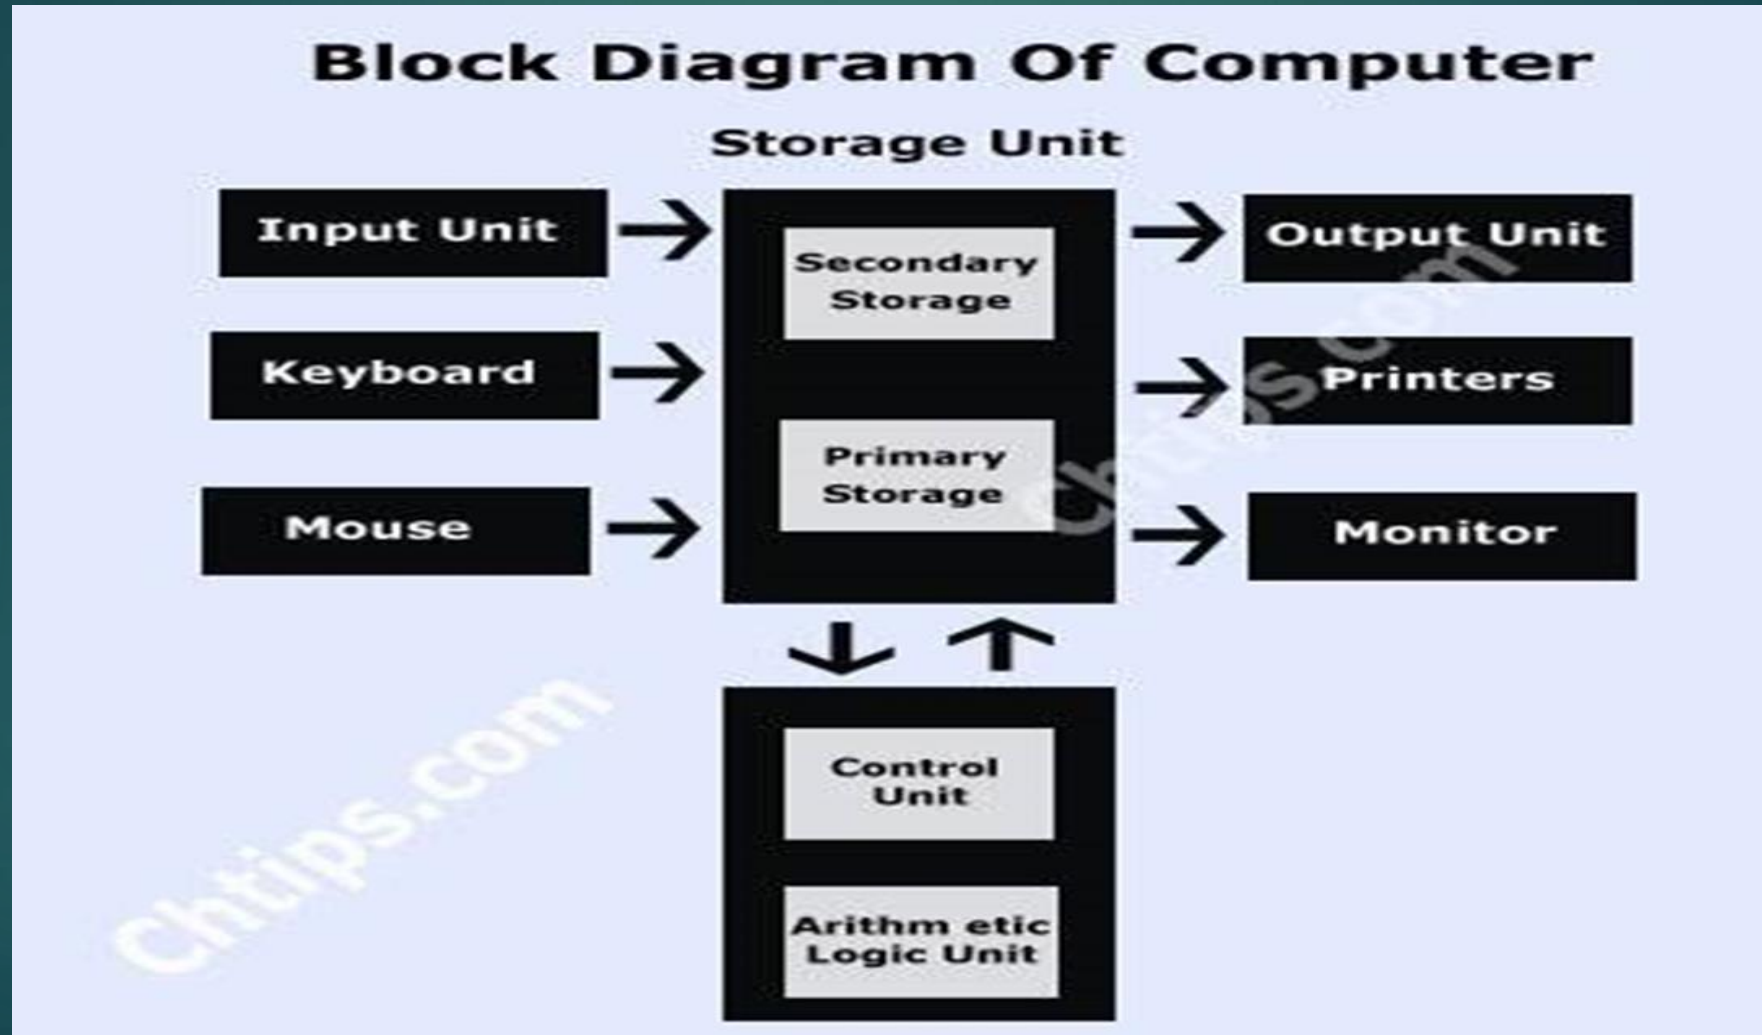 Block Diagram Of Computer
Storage Unit
Input Unit
Secondary
Storage
Output Unit
Keyboard
Printers
Primary
Storage
Mouse
Monitor
Chtips.com
Control
Unit
Arithm etic
Logic Unit
Chtips.com